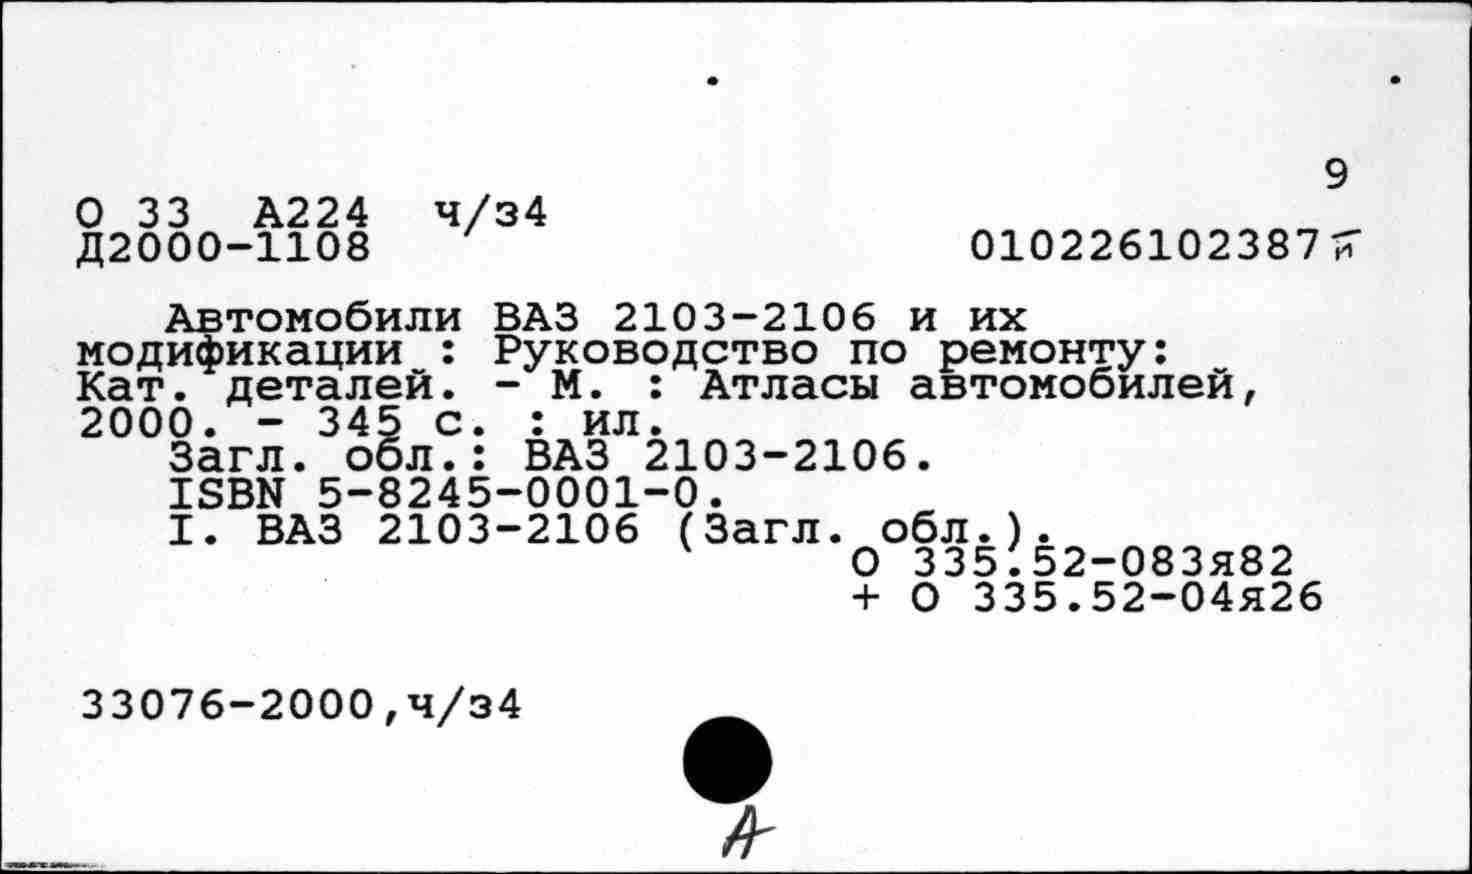 9
О 33 А224 ч/з4
Д2000-1108 010226102387
Автомобили ВАЗ 2103-2106 и их
модификации : Руководство по ремонту:
Кат. деталей. - М. : Атласы автомобилей,
2000. - 345 с. : ил.
Загл. обл.: ВАЗ 2103-2106.
ISBN 5-8245-0001-0.
I. ВАЗ 2103-2106 (Загл. обл.).
О 335.52-083я82
+ О 335.52-04я26
33076-2000,ч/з4
А